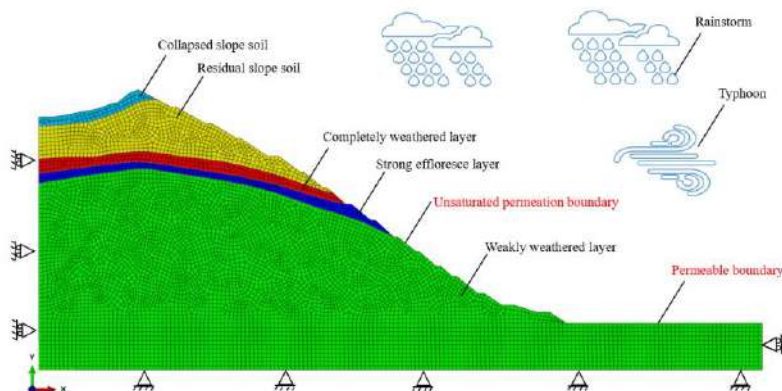 Collapsed slope soil
Rainstorm
Residual slope soil
Typhoon
Completely weathered layer
Strong effloresce layer
Unsaturated permeation boundary
Weakly weathered layer
Permeable boundary
Y
X